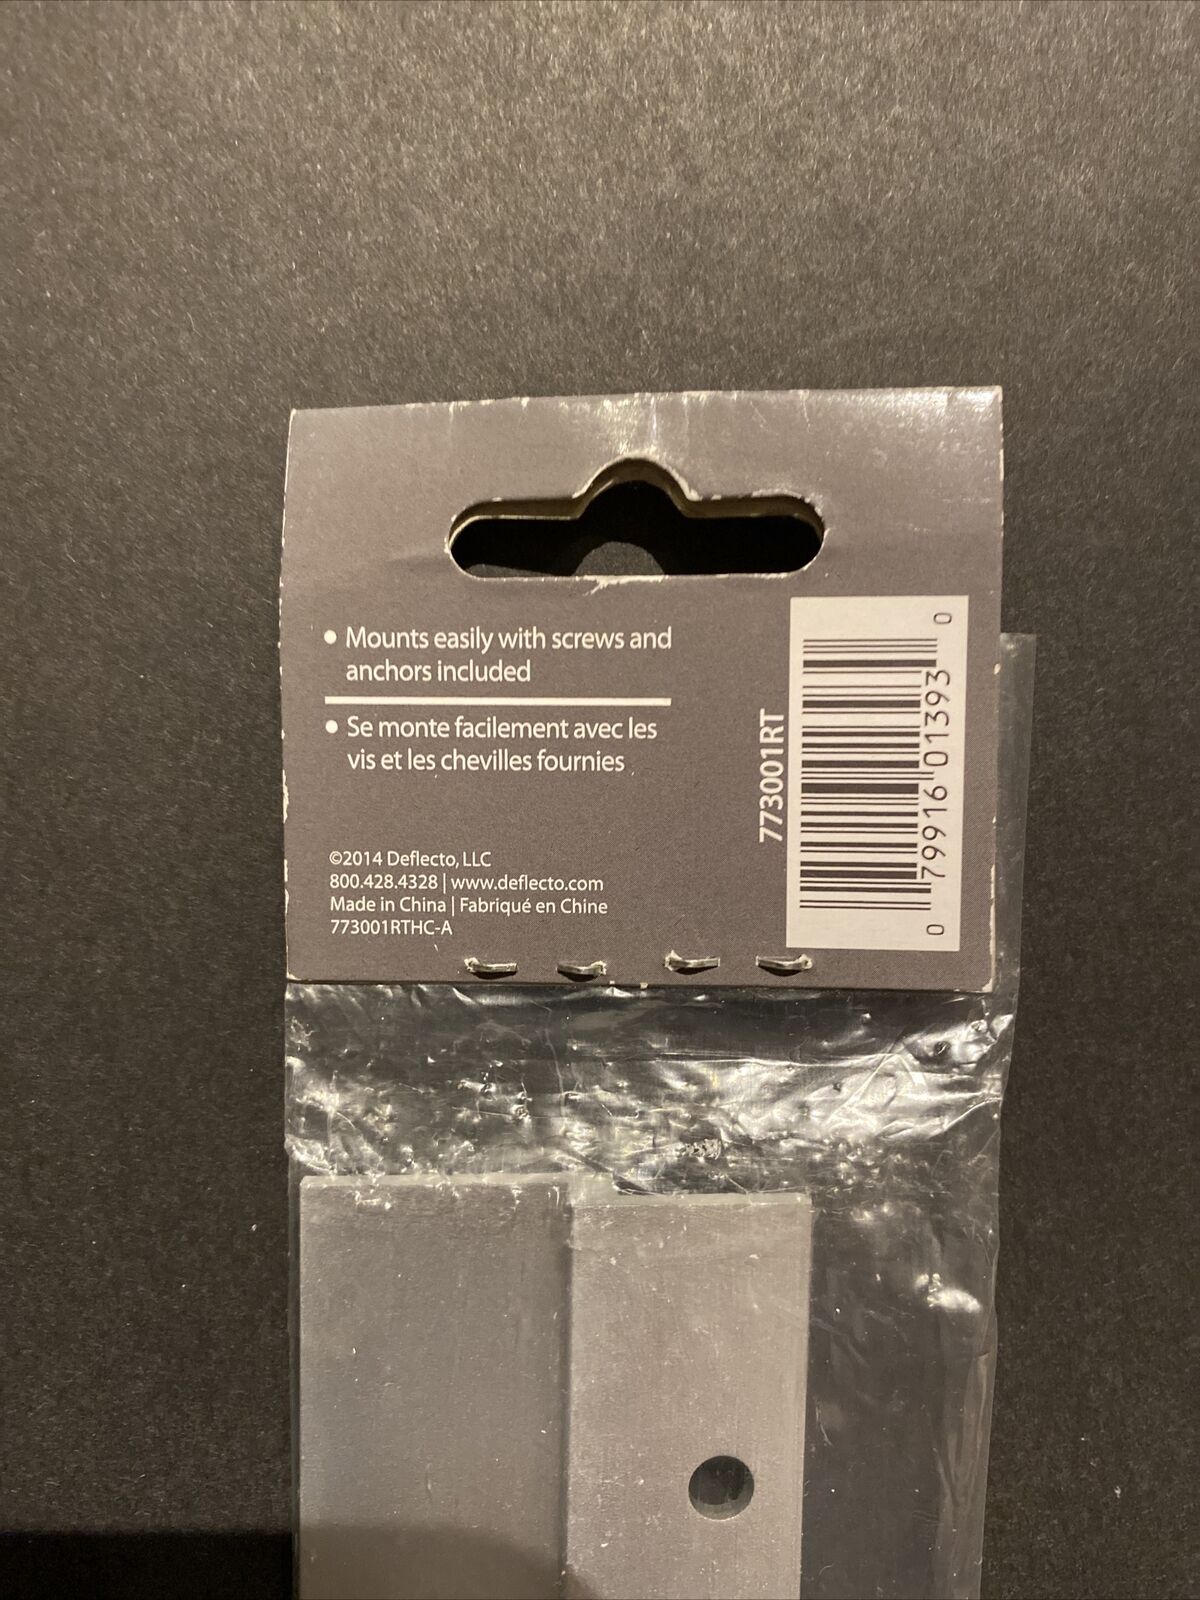 • Mounts easily with screws and
anchors included
• Se monte facilement avec les
vis et les chevilles fournies
©2014 Deflecto, LLC
800.428.4328 | www.deflecto.com
Made in China | Fabriqué en Chine
773001RTHC-A
773001RT
0 79916 01393 0